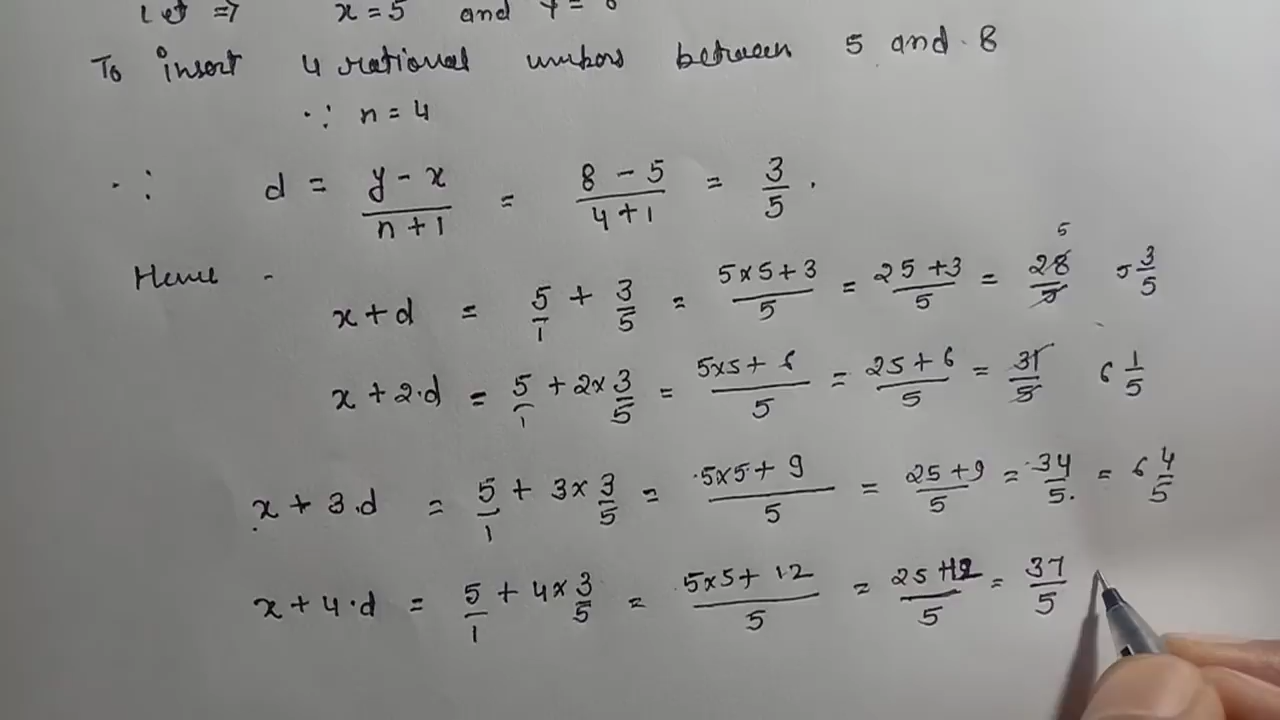 Let ⇒ x = 5 and
To insert 4 rational numbers between 5 and 8
∵ n = 4
∵ d = (y - x)/(n + 1) = (8 - 5)/(4 + 1) = 3/5 .
Hence -
x + d = 5/1 + 3/5 = (5×5+3)/5 = (25+3)/5 = 28/5 5 5 3/5
x + 2·d = 5/1 + 2×3/5 = (5×5+6)/5 = (25+6)/5 = 31/5 6 1/5
x + 3·d = 5/1 + 3×3/5 = (5×5+9)/5 = (25+9)/5 = 34/5 = 6 4/5
x + 4·d = 5/1 + 4×3/5 = (5×5+12)/5 = (25+12)/5 = 37/5